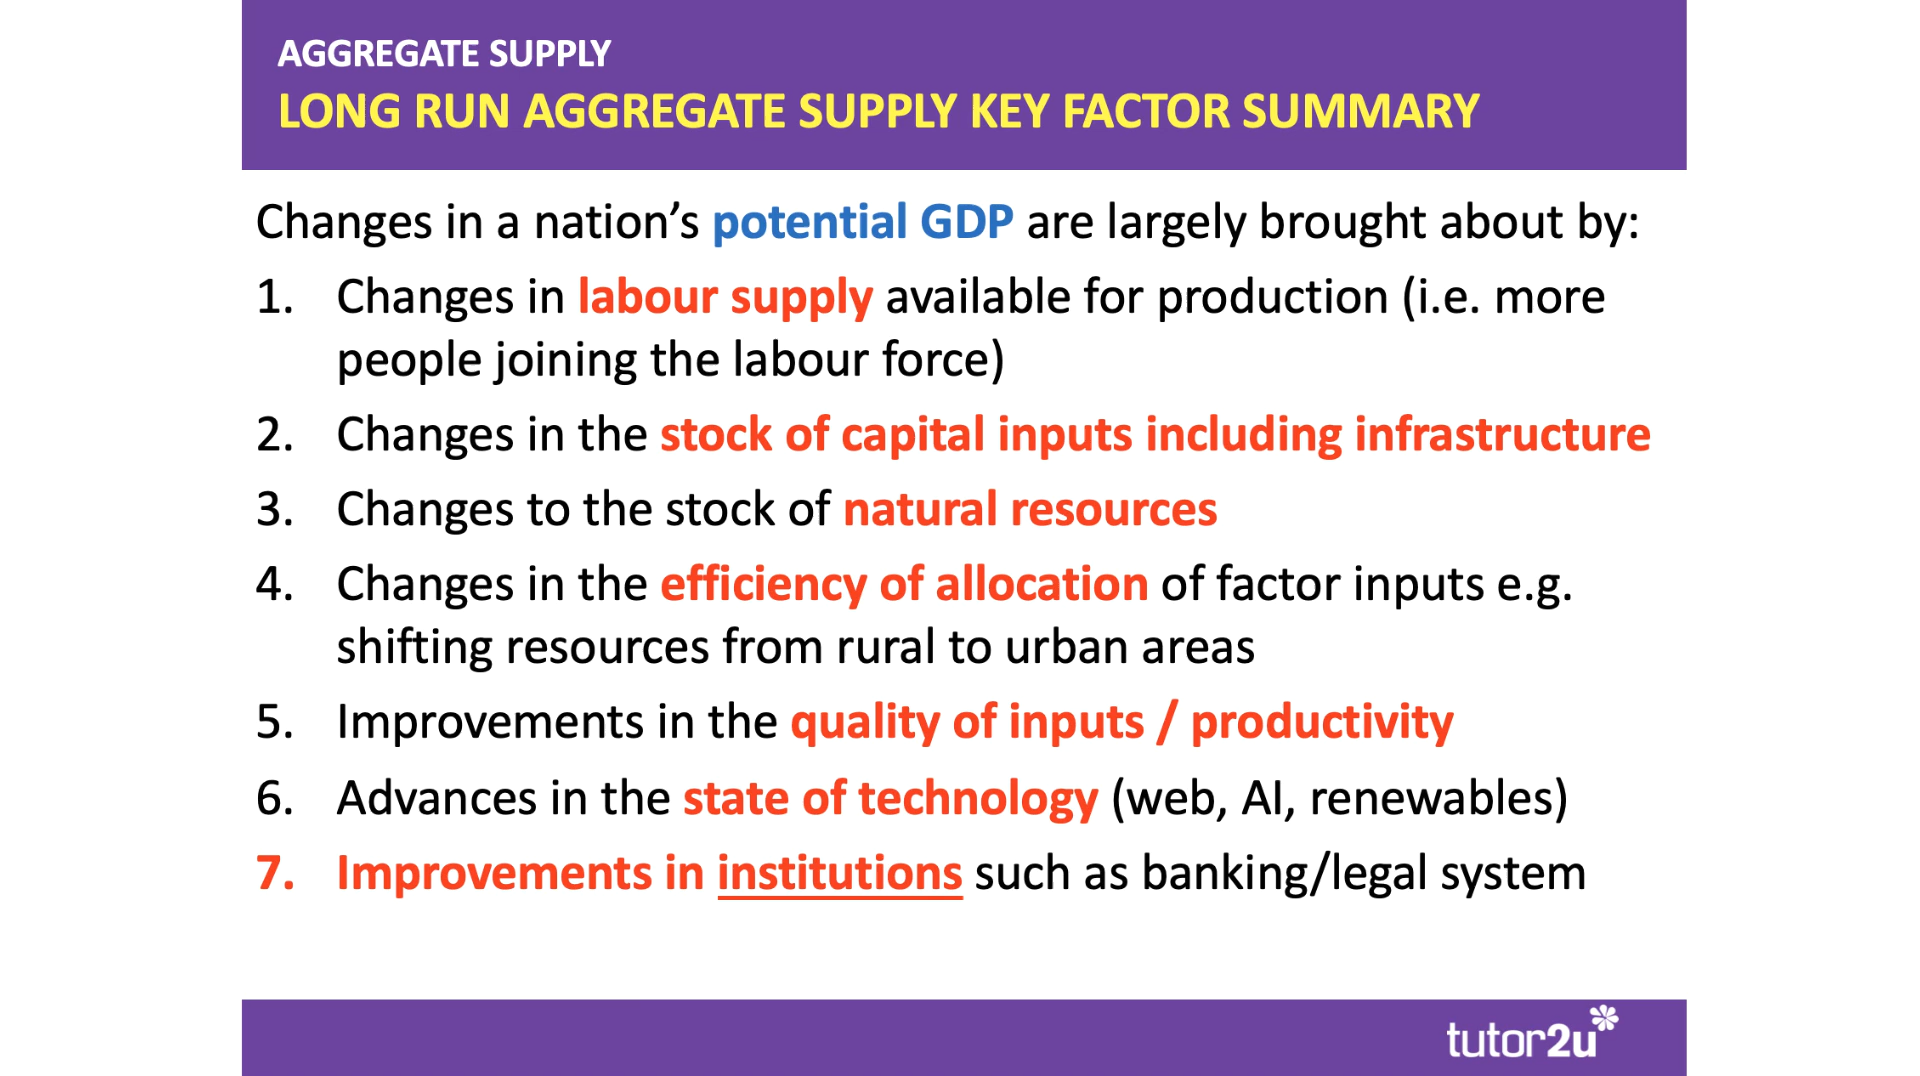 AGGREGATE SUPPLY
LONG RUN AGGREGATE SUPPLY KEY FACTOR SUMMARY
Changes in a nation’s potential GDP are largely brought about by:
1. Changes in labour supply available for production (i.e. more
people joining the labour force)
2. Changes in the stock of capital inputs including infrastructure
3. Changes to the stock of natural resources
4. Changes in the efficiency of allocation of factor inputs e.g.
shifting resources from rural to urban areas
5. Improvements in the quality of inputs / productivity
6. Advances in the state of technology (web, AI, renewables)
7. Improvements in institutions such as banking/legal system
tutor2u